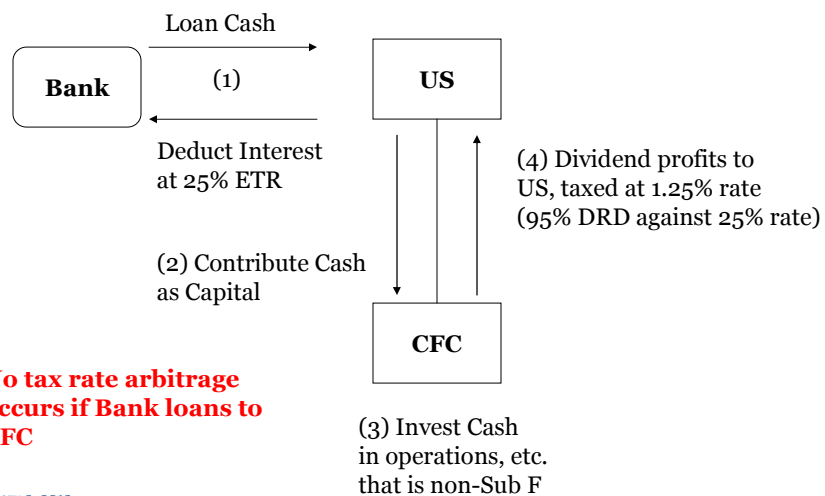 Loan Cash
Bank
(1)
US
Deduct Interest
at 25% ETR
(4) Dividend profits to
US, taxed at 1.25% rate
(95% DRD against 25% rate)
(2) Contribute Cash
as Capital
CFC
tax rate arbitrage
if Bank loans to
(3) Invest Cash
in operations, etc.
that is non-Sub F